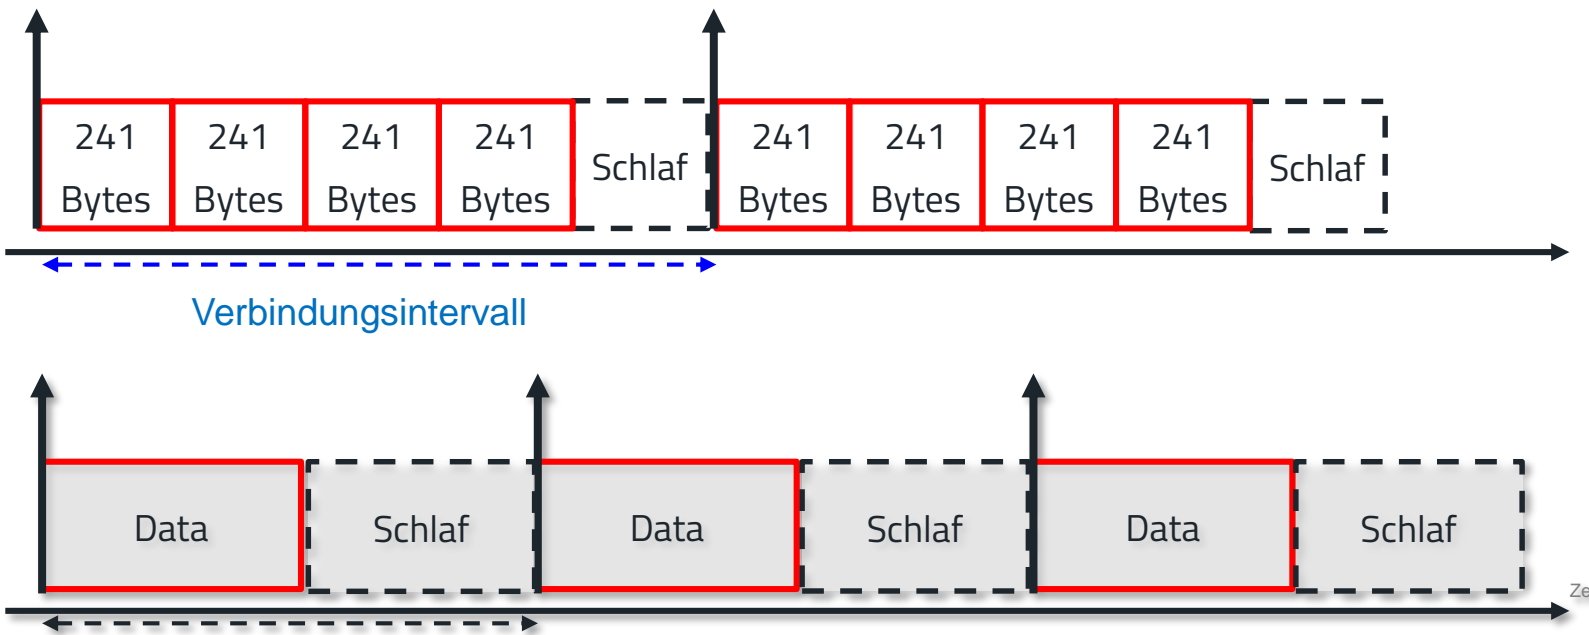 241 241 241 241 Schlaf 241 241 241 241 Schlaf
Bytes Bytes Bytes Bytes Bytes Bytes Bytes Bytes
Verbindungsintervall
Data Schlaf Data Schlaf Data Schlaf